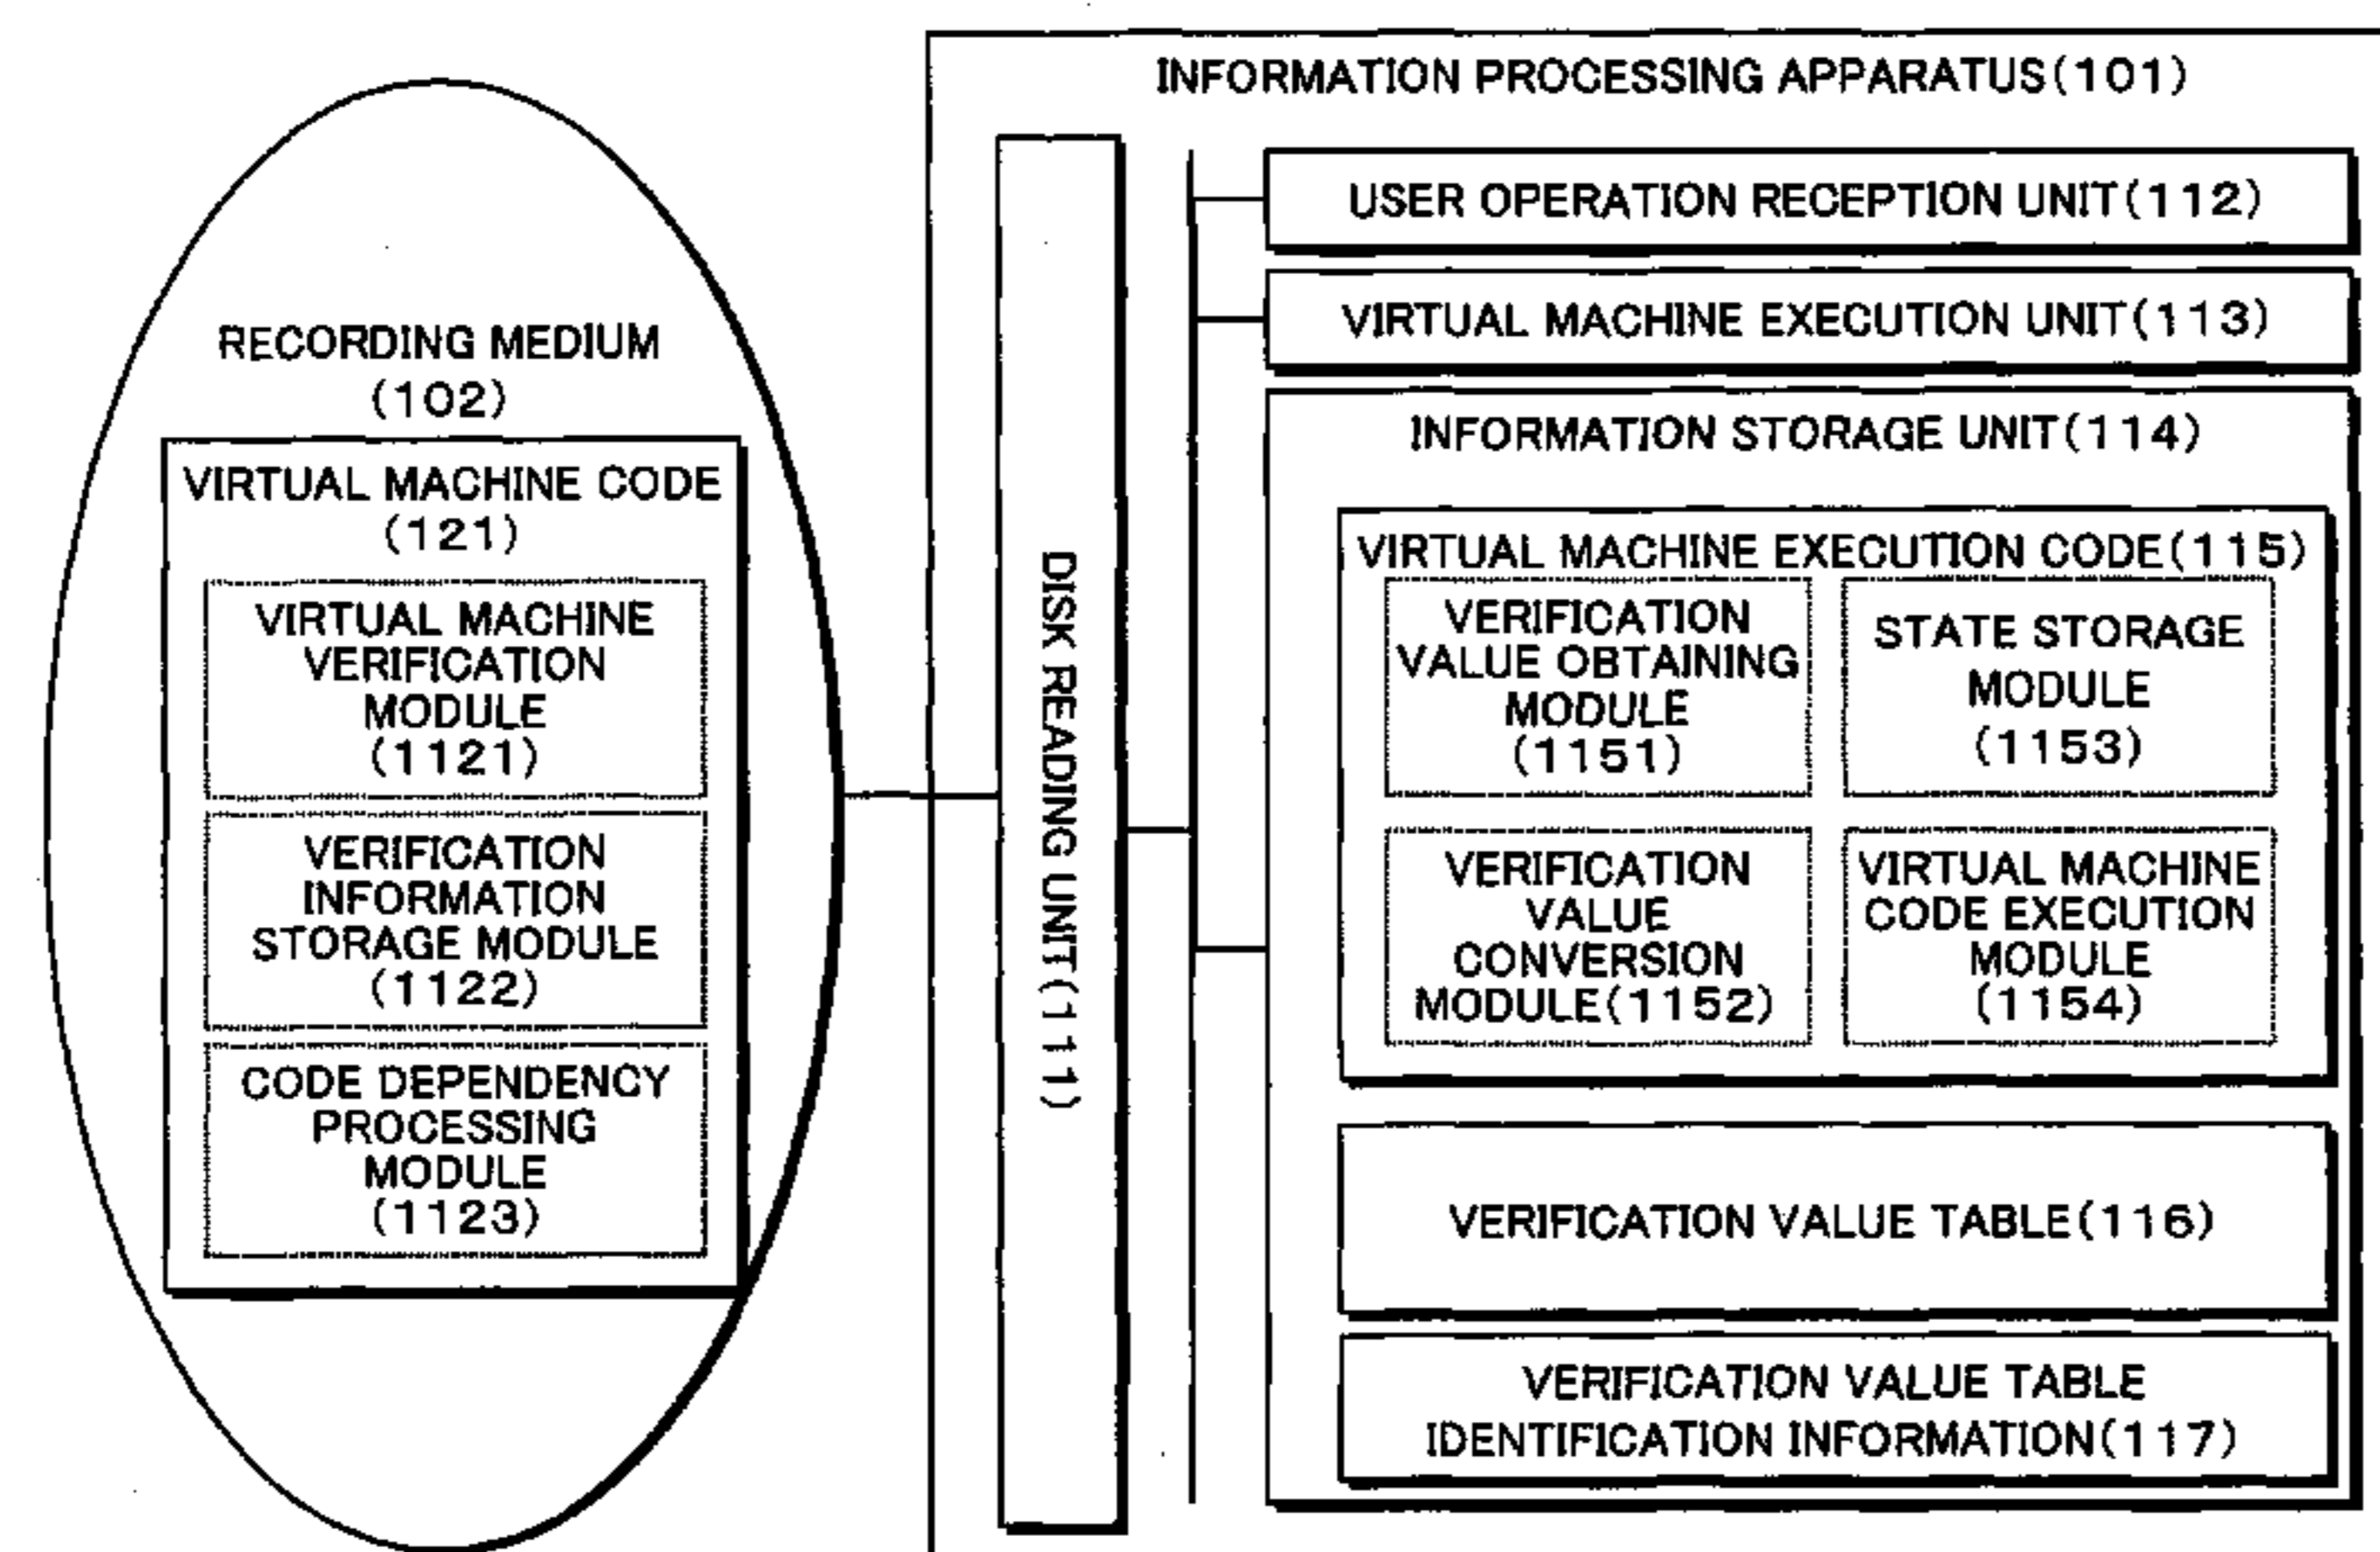 INFORMATION PROCESSING APPARATUS(101)
RECORDING MEDIUM
(102)
VIRTUAL MACHINE CODE
(121)
VIRTUAL MACHINE
VERIFICATION
MODULE
(1121)
VERIFICATION
INFORMATION
STORAGE MODULE
(1122)
CODE DEPENDENCY
PROCESSING
MODULE
(1123)
DISK READING UNIT(111)
USER OPERATION RECEPTION UNIT(112)
VIRTUAL MACHINE EXECUTION UNIT(113)
INFORMATION STORAGE UNIT(114)
VIRTUAL MACHINE EXECUTION CODE(115)
VERIFICATION
VALUE OBTAINING
MODULE
(1151)
STATE STORAGE
MODULE
(1153)
VERIFICATION
VALUE
CONVERSION
MODULE(1152)
VIRTUAL MACHINE
CODE EXECUTION
MODULE
(1154)
VERIFICATION VALUE TABLE(116)
VERIFICATION VALUE TABLE
IDENTIFICATION INFORMATION(117)